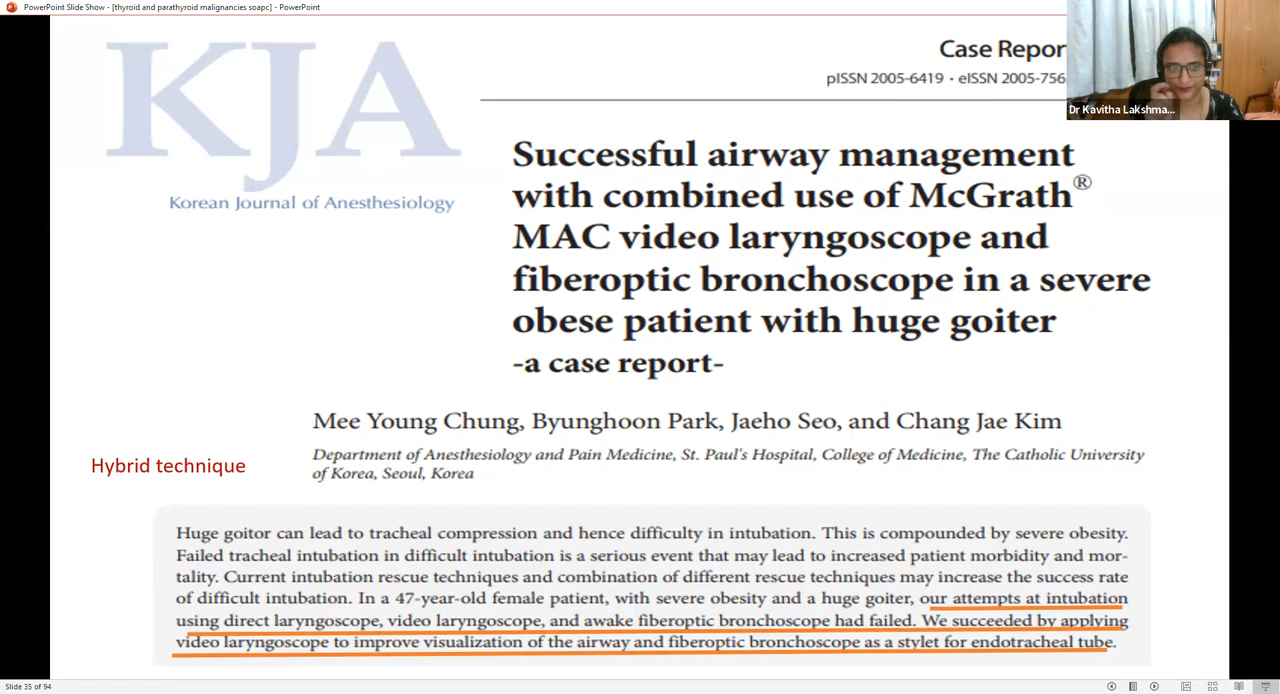 PowerPoint Slide Show - [thyroid and parathyroid malignancies soapc] - PowerPoint
KJA
Korean Journal of Anesthesiology
Case Repor
pISSN 2005-6419 • eISSN 2005-756
Dr Kavitha Lakshma...
Successful airway management
with combined use of McGrath®
MAC video laryngoscope and
fiberoptic bronchoscope in a severe
obese patient with huge goiter
-a case report-
Mee Young Chung, Byunghoon Park, Jaeho Seo, and Chang Jae Kim
Department of Anesthesiology and Pain Medicine, St. Paul's Hospital, College of Medicine, The Catholic University
of Korea, Seoul, Korea
Hybrid technique
Huge goitor can lead to tracheal compression and hence difficulty in intubation. This is compounded by severe obesity.
Failed tracheal intubation in difficult intubation is a serious event that may lead to increased patient morbidity and mor-
tality. Current intubation rescue techniques and combination of different rescue techniques may increase the success rate
of difficult intubation. In a 47-year-old female patient, with severe obesity and a huge goiter, our attempts at intubation
using direct laryngoscope, video laryngoscope, and awake fiberoptic bronchoscope had failed. We succeeded by applying
video laryngoscope to improve visualization of the airway and fiberoptic bronchoscope as a stylet for endotracheal tube.
Slide 35 of 94